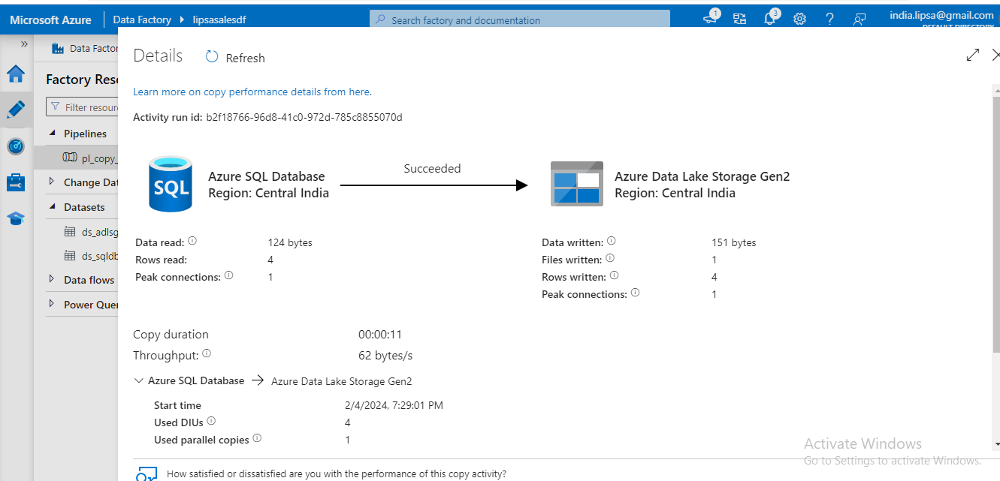 Microsoft Azure Data Factory lipsasalesdf Search factory and documentation 1 3 india.lipsa@gmail.com
DEFAULT DIRECTORY
Data Factor
Factory Reso
Filter resour
Pipelines
pl_copy_
Change Dat
Datasets
ds_adlsg
ds_sqldb
Data flows
Power Quer
Details Refresh
Learn more on copy performance details from here.
Activity run id: b2f18766-96d8-41c0-972d-785c8855070d
Succeeded
SQL
Azure SQL Database
Region: Central India
Azure Data Lake Storage Gen2
Region: Central India
Data read: 124 bytes
Rows read: 4
Peak connections: 1
Data written: 151 bytes
Files written: 1
Rows written: 4
Peak connections: 1
Copy duration 00:00:11
Throughput: 62 bytes/s
Azure SQL Database → Azure Data Lake Storage Gen2
Start time 2/4/2024, 7:29:01 PM
Used DIUs 4
Used parallel copies 1
Activate Windows
Go to Settings to activate Windows.
How satisfied or dissatisfied are you with the performance of this copy activity?